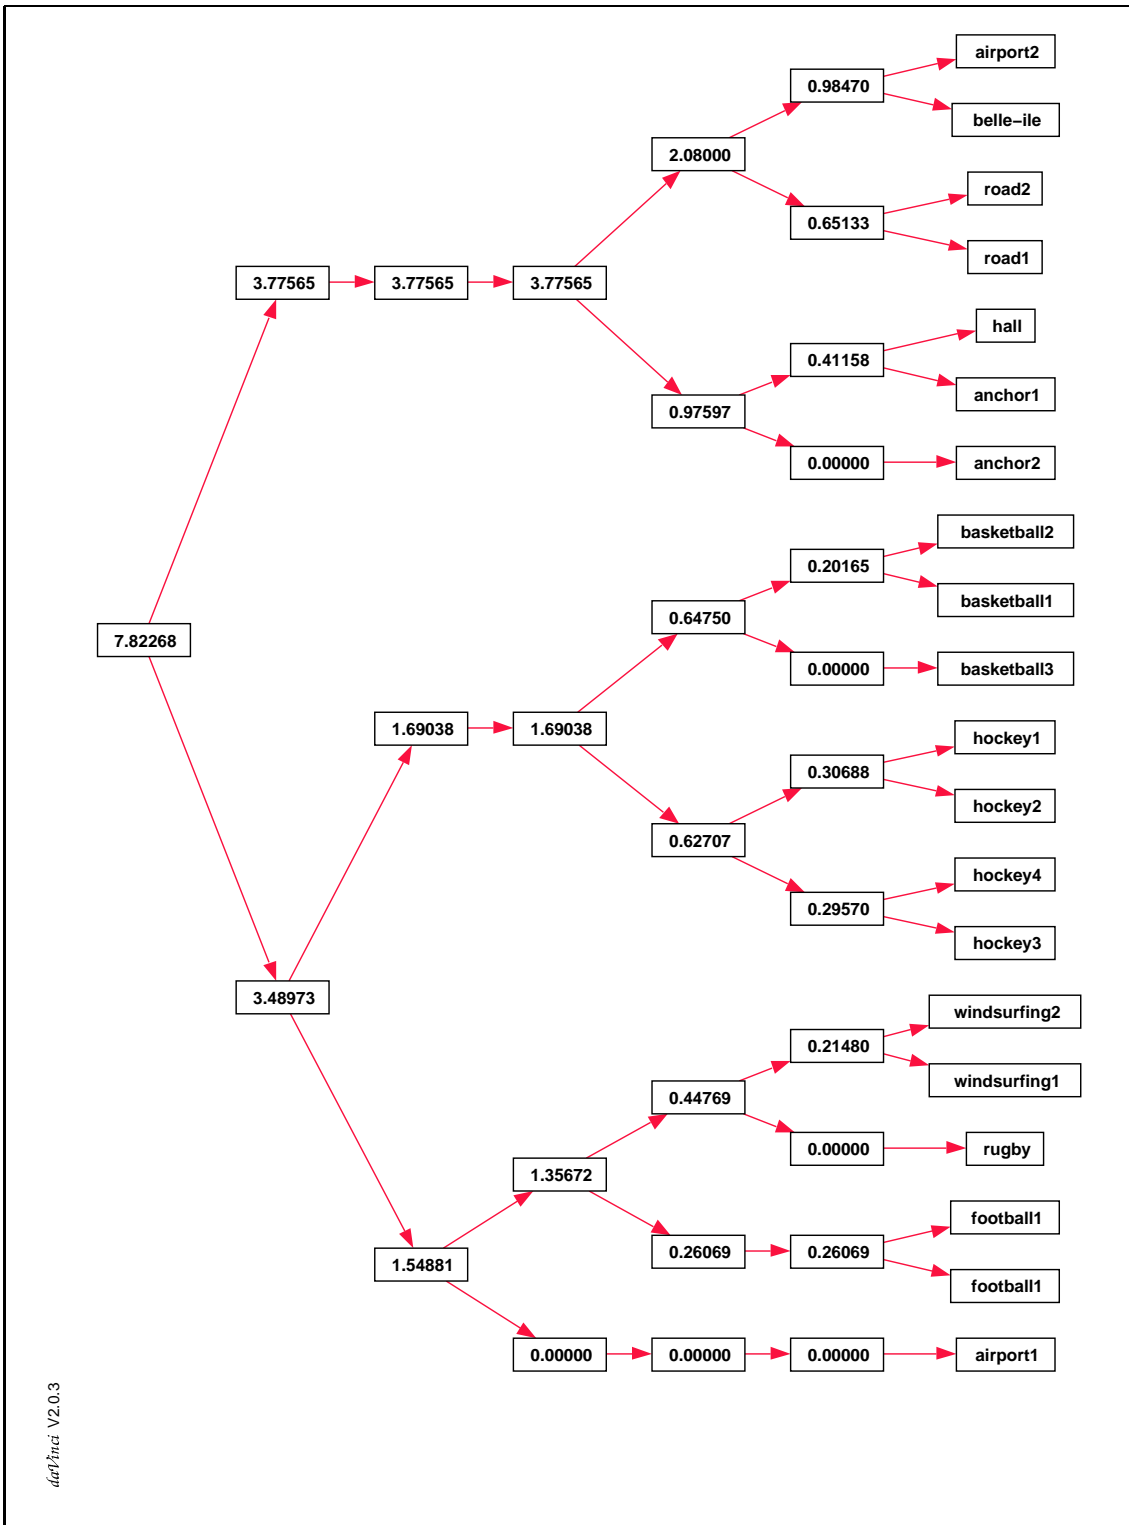 airport2
0.98470
belle-ile
2.08000
road2
0.65133
road1
3.77565 3.77565 3.77565
hall
0.41158
anchor1
0.97597
0.00000 anchor2
basketball2
0.20165
basketball1
0.64750
7.82268
0.00000 basketball3
1.69038 1.69038
hockey1
0.30688
hockey2
0.62707
hockey4
0.29570
hockey3
3.48973
windsurfing2
0.21480
windsurfing1
0.44769
0.00000 rugby
1.35672
football1
0.26069 0.26069
1.54881
football1
0.00000 0.00000 0.00000 airport1
daVinci V2.0.3